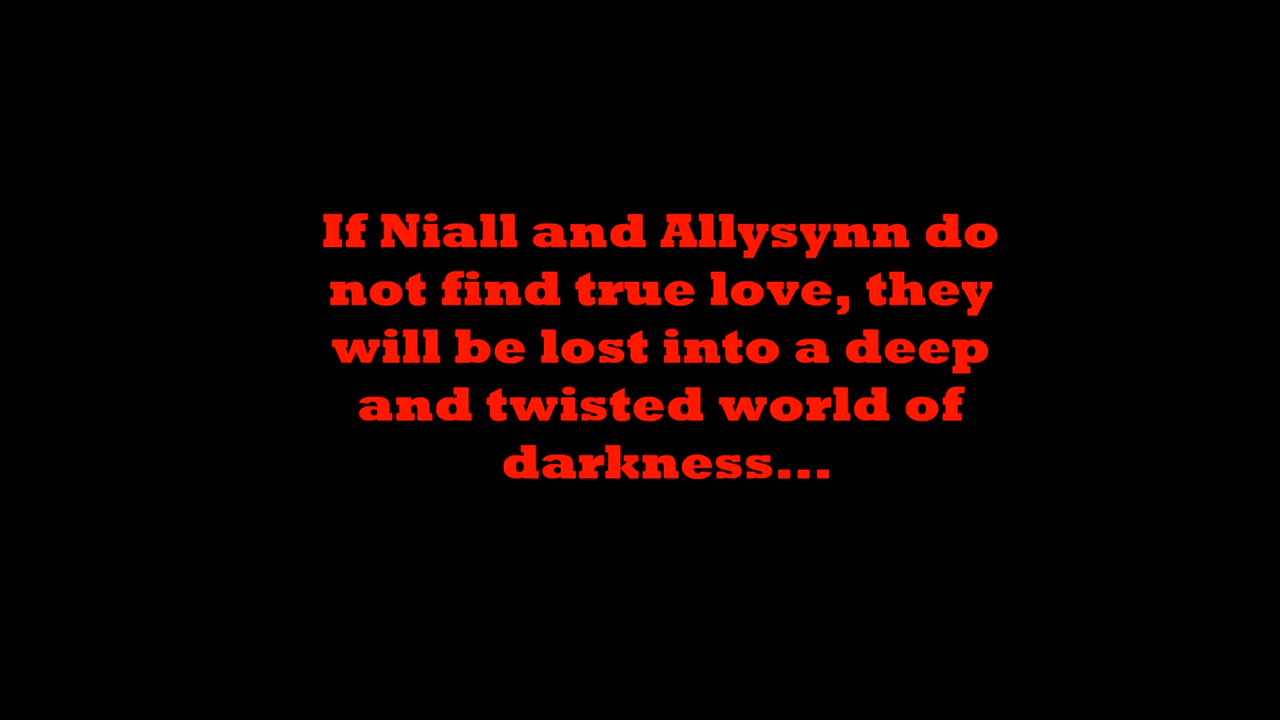 If Niall and Allysynn do
not find true love, they
will be lost into a deep
and twisted world of
darkness...